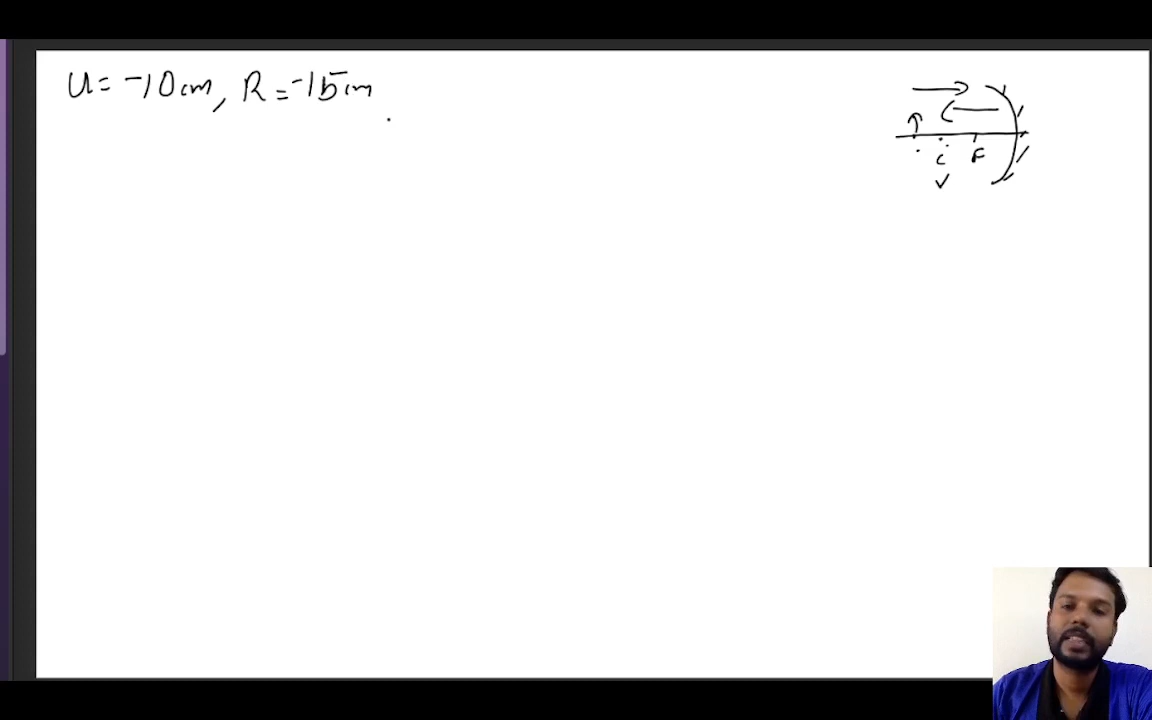 u = -10cm, R = -15cm
C F